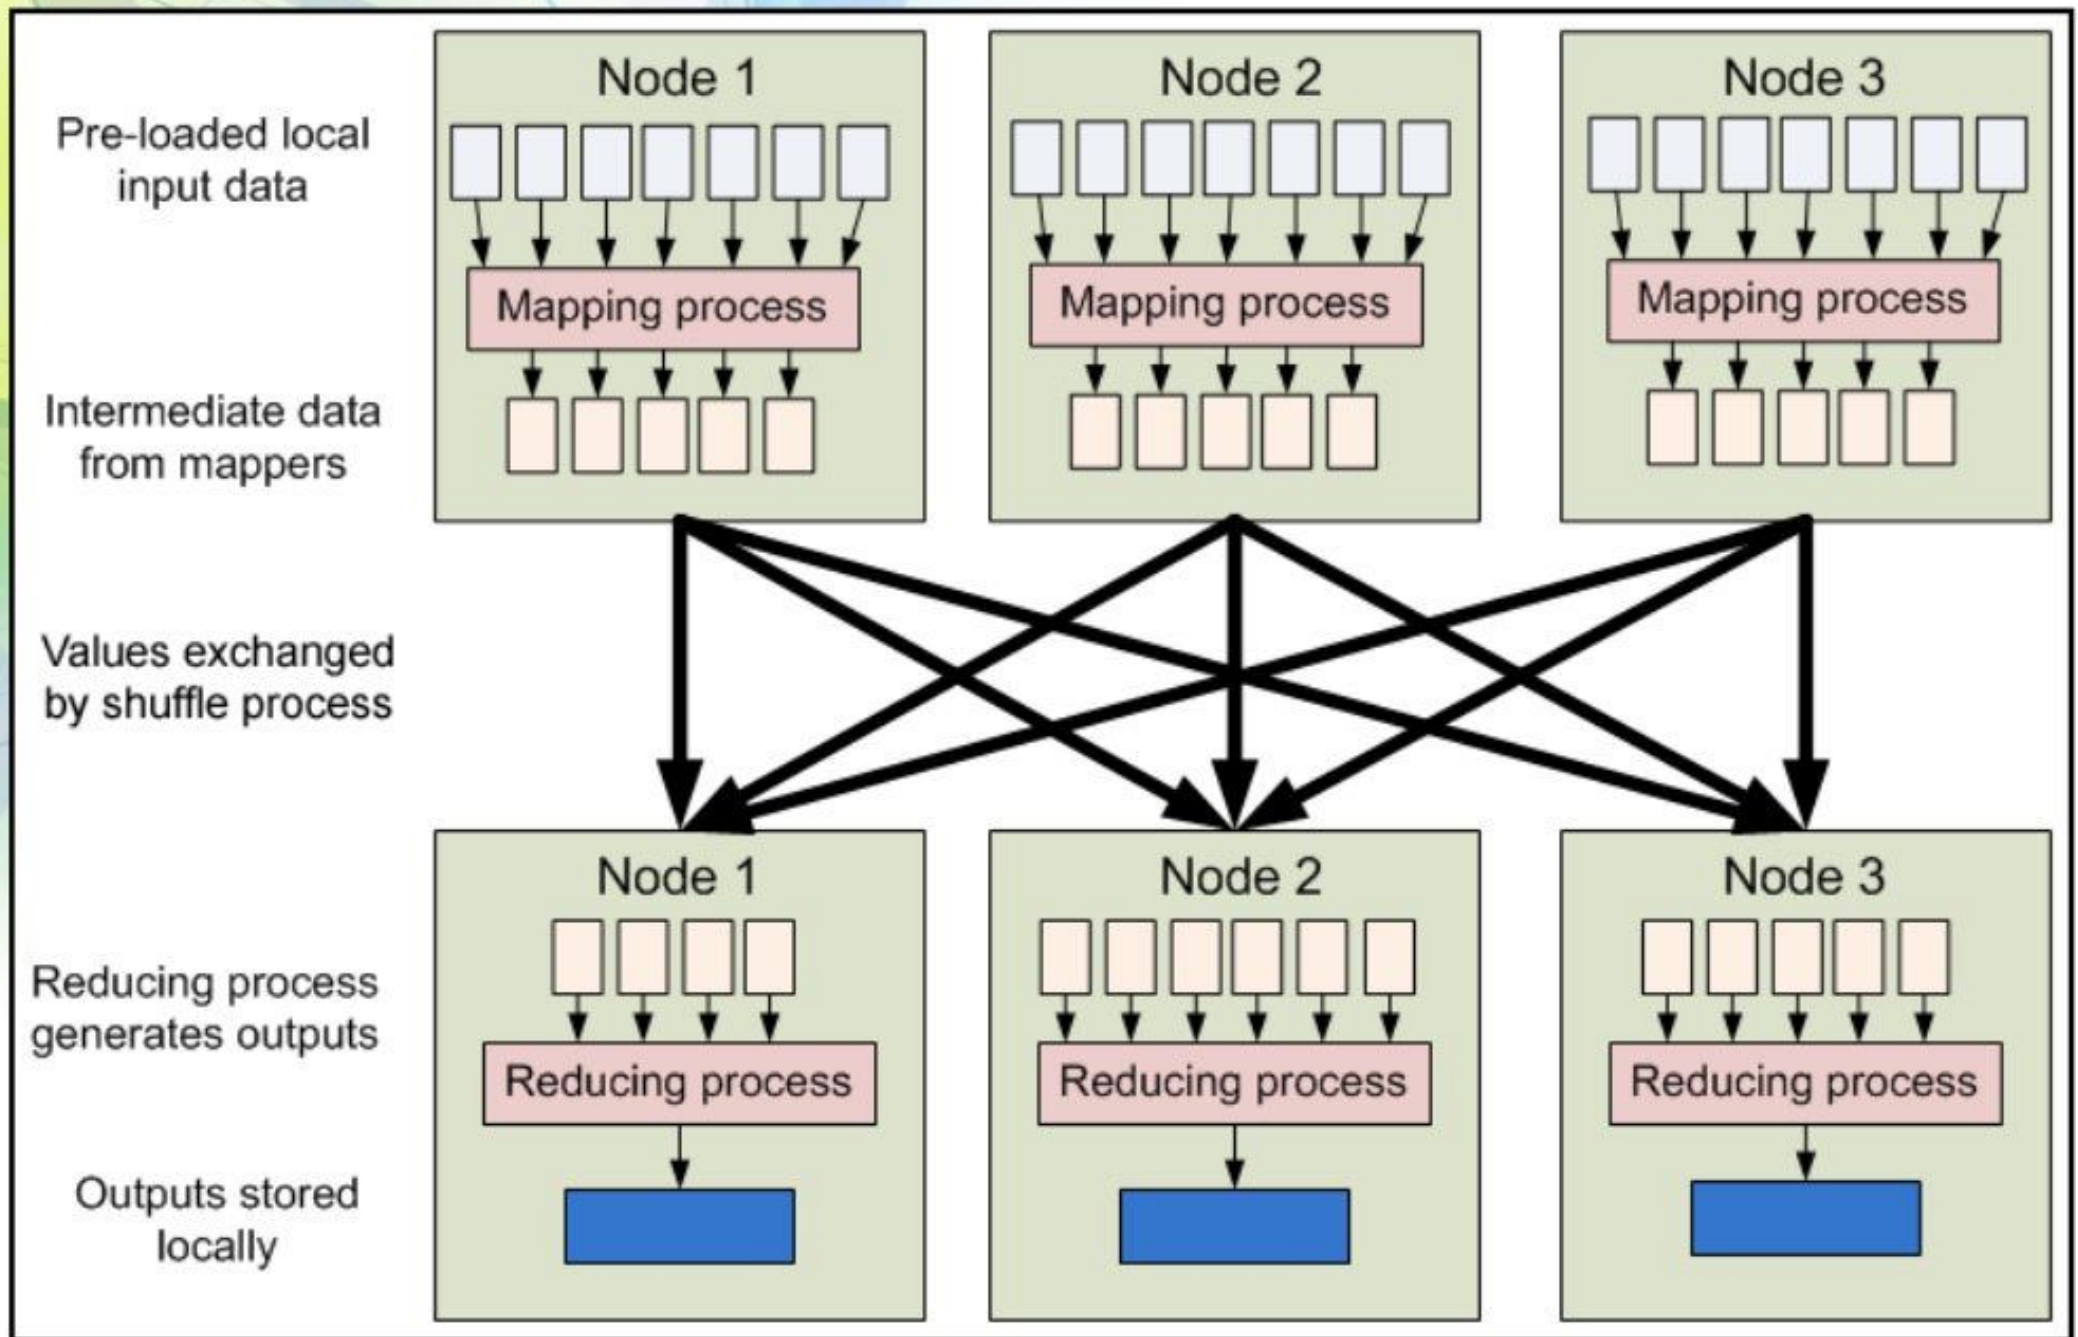 Node 1
Node 2
Node 3
Pre-loaded local
input data
Mapping process
Mapping process
Mapping process
Intermediate data
from mappers
Values exchanged
by shuffle process
Node 1
Node 2
Node 3
Reducing process
generates outputs
Reducing process
Reducing process
Reducing process
Outputs stored
locally